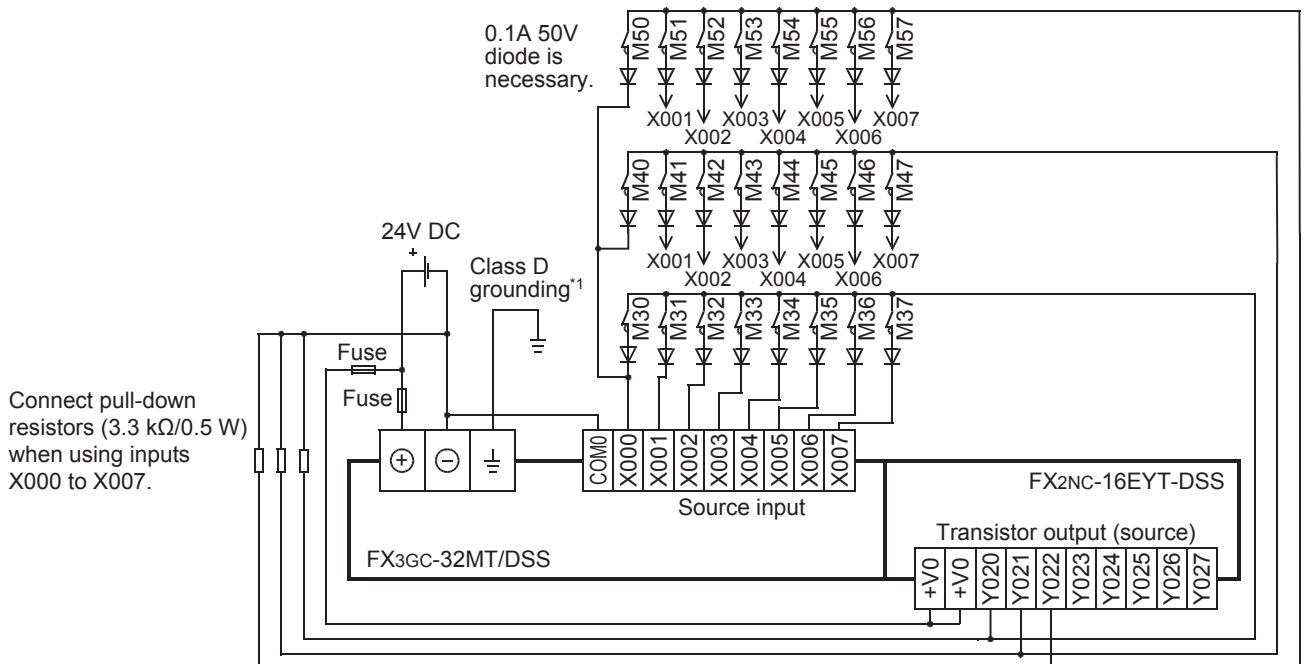 0.1A 50V
diode is
necessary.
M50 M51 M52 M53 M54 M55 M56 M57
X001 X003 X005 X007
X002 X004 X006
M40 M41 M42 M43 M44 M45 M46 M47
X001 X003 X005 X007
X002 X004 X006
24V DC
+
Class D
grounding*1
M30 M31 M32 M33 M34 M35 M36 M37
Fuse
Fuse
Connect pull-down
resistors (3.3 kΩ/0.5 W)
when using inputs
X000 to X007.
+ −
COM0 X000 X001 X002 X003 X004 X005 X006 X007
Source input
FX2NC-16EYT-DSS
Transistor output (source)
FX3GC-32MT/DSS
+V0 +V0 Y020 Y021 Y022 Y023 Y024 Y025 Y026 Y027